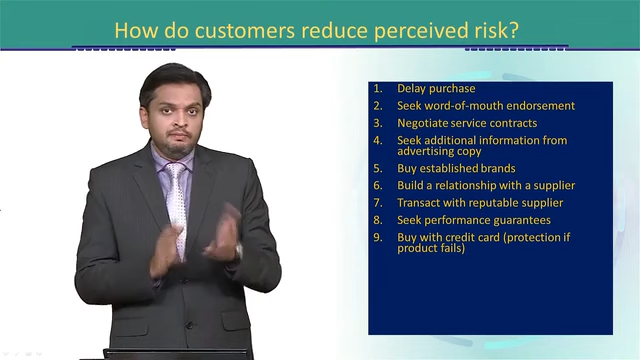 How do customers reduce perceived risk?
1. Delay purchase
2. Seek word-of-mouth endorsement
3. Negotiate service contracts
4. Seek additional information from
advertising copy
5. Buy established brands
6. Build a relationship with a supplier
7. Transact with reputable supplier
8. Seek performance guarantees
9. Buy with credit card (protection if
product fails)